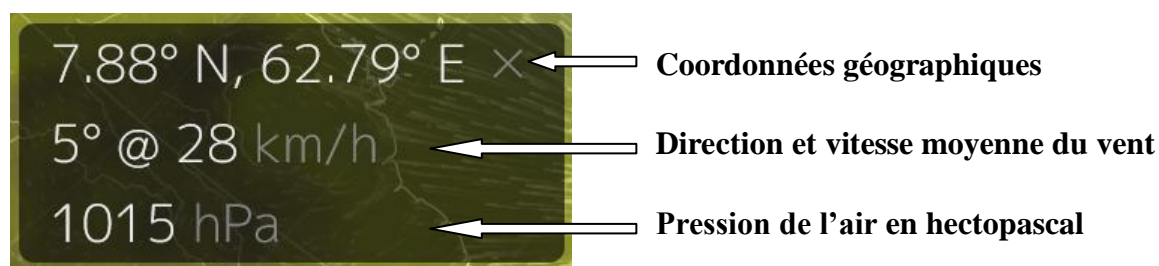 7.88° N, 62.79° E × Coordonnées géographiques
5° @ 28 km/h Direction et vitesse moyenne du vent
1015 hPa Pression de l’air en hectopascal